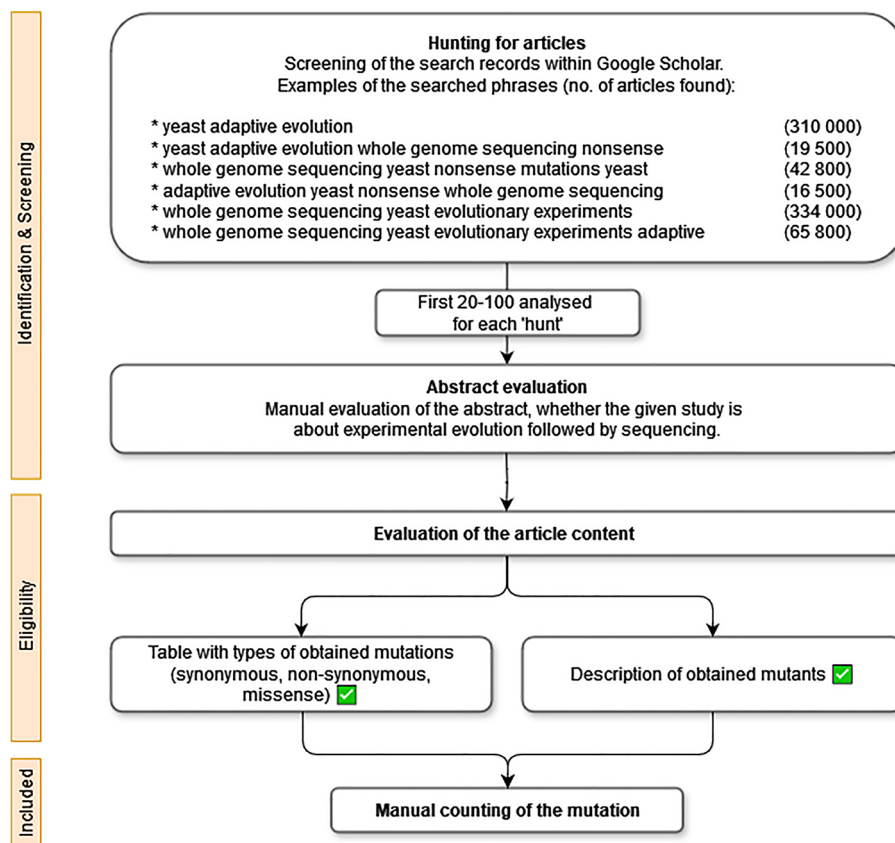 Identification & Screening
Hunting for articles
Screening of the search records within Google Scholar.
Examples of the searched phrases (no. of articles found):
* yeast adaptive evolution (310 000)
* yeast adaptive evolution whole genome sequencing nonsense (19 500)
* whole genome sequencing yeast nonsense mutations yeast (42 800)
* adaptive evolution yeast nonsense whole genome sequencing (16 500)
* whole genome sequencing yeast evolutionary experiments (334 000)
* whole genome sequencing yeast evolutionary experiments adaptive (65 800)
First 20-100 analysed
for each 'hunt'
Abstract evaluation
Manual evaluation of the abstract, whether the given study is
about experimental evolution followed by sequencing.
Eligibility
Evaluation of the article content
Table with types of obtained mutations
(synonymous, non-synonymous,
missense) ✅
Description of obtained mutants ✅
Included
Manual counting of the mutation